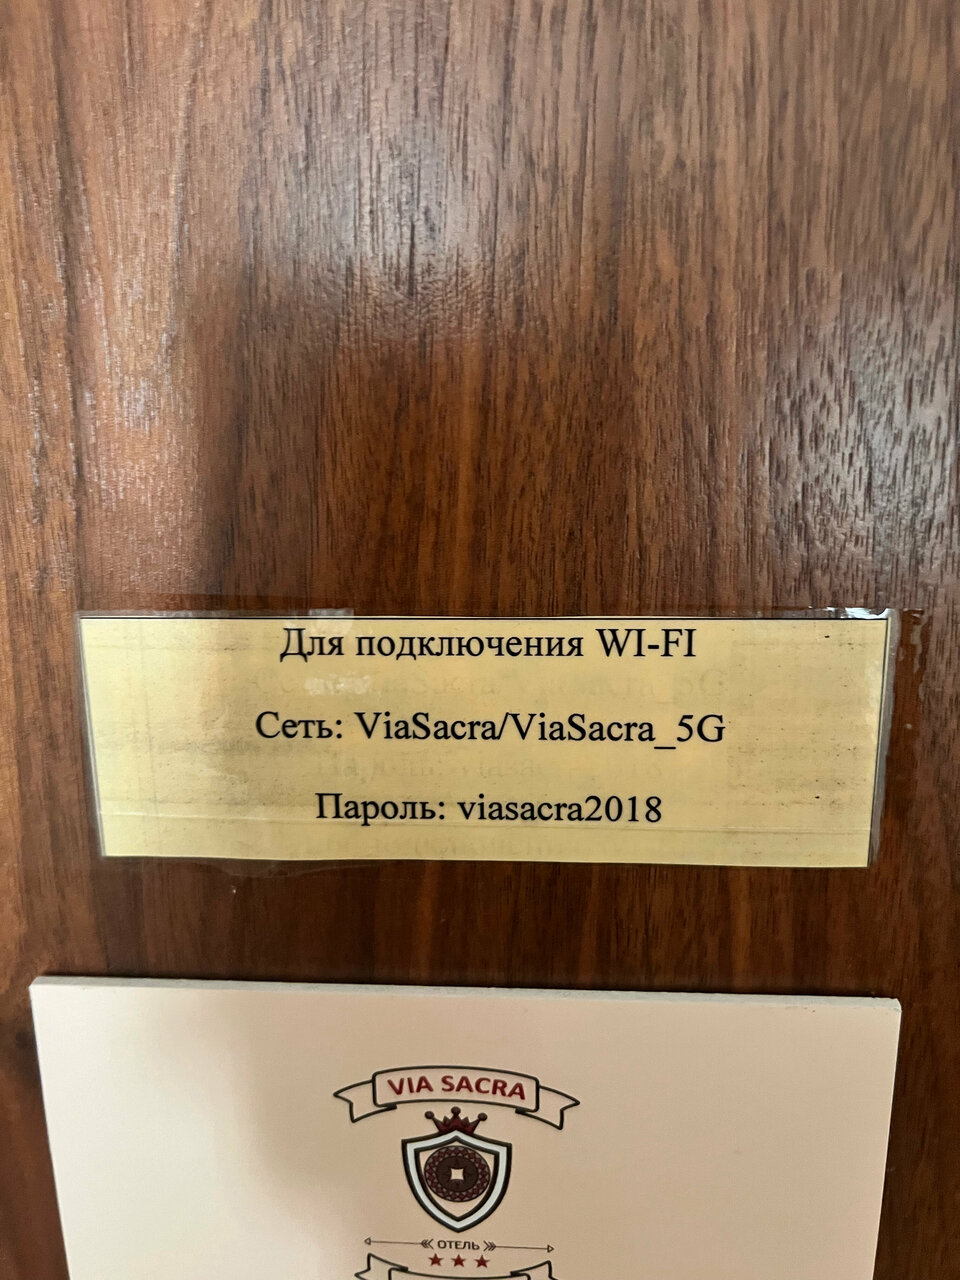 Для подключения WI-FI
Сеть: ViaSacra/ViaSacra_5G
Пароль: viasacra2018
VIA SACRA
ОТЕЛЬ